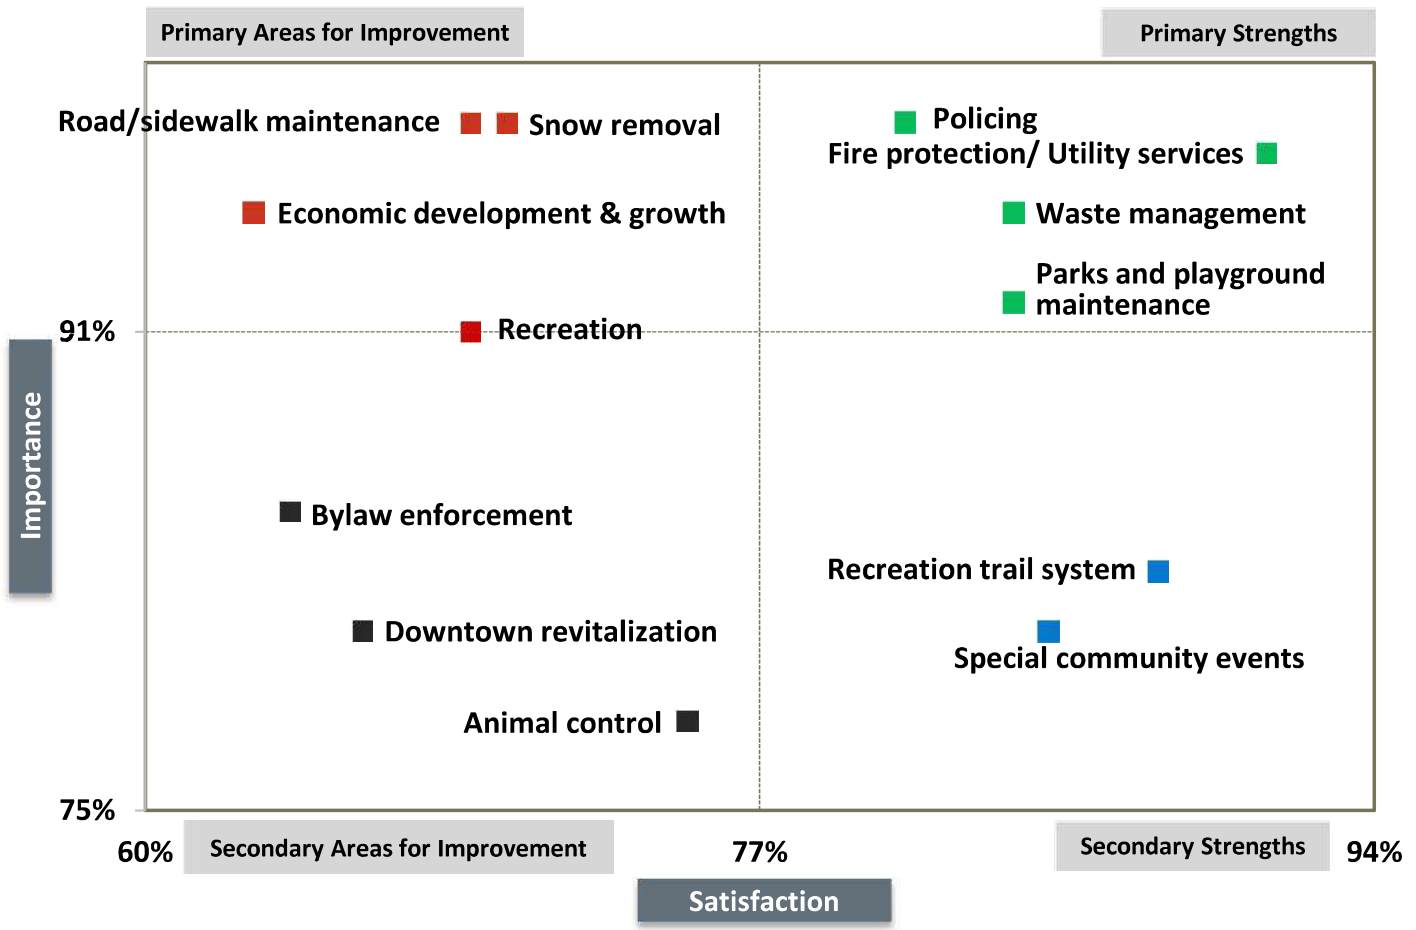 Primary Areas for Improvement
Primary Strengths
Road/sidewalk maintenance
Snow removal
Policing
Fire protection/ Utility services
Economic development & growth
Waste management
Parks and playground
maintenance
91%
Recreation
Importance
Bylaw enforcement
Recreation trail system
Downtown revitalization
Special community events
Animal control
75%
60%
Secondary Areas for Improvement
77%
Secondary Strengths
94%
Satisfaction